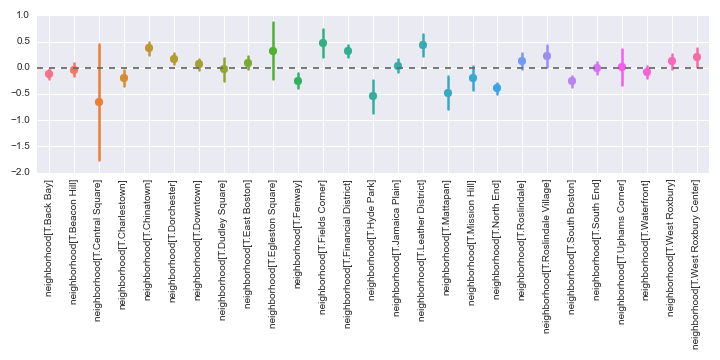 1.0
0.5
0.0
−0.5
−1.0
−1.5
−2.0
neighborhood[T.Back Bay]
neighborhood[T.Beacon Hill]
neighborhood[T.Central Square]
neighborhood[T.Charlestown]
neighborhood[T.Chinatown]
neighborhood[T.Dorchester]
neighborhood[T.Downtown]
neighborhood[T.Dudley Square]
neighborhood[T.East Boston]
neighborhood[T.Egleston Square]
neighborhood[T.Fenway]
neighborhood[T.Fields Corner]
neighborhood[T.Financial District]
neighborhood[T.Hyde Park]
neighborhood[T.Jamaica Plain]
neighborhood[T.Leather District]
neighborhood[T.Mattapan]
neighborhood[T.Mission Hill]
neighborhood[T.North End]
neighborhood[T.Roslindale]
neighborhood[T.Roslindale Village]
neighborhood[T.South Boston]
neighborhood[T.South End]
neighborhood[T.Uphams Corner]
neighborhood[T.Waterfront]
neighborhood[T.West Roxbury]
neighborhood[T.West Roxbury Center]